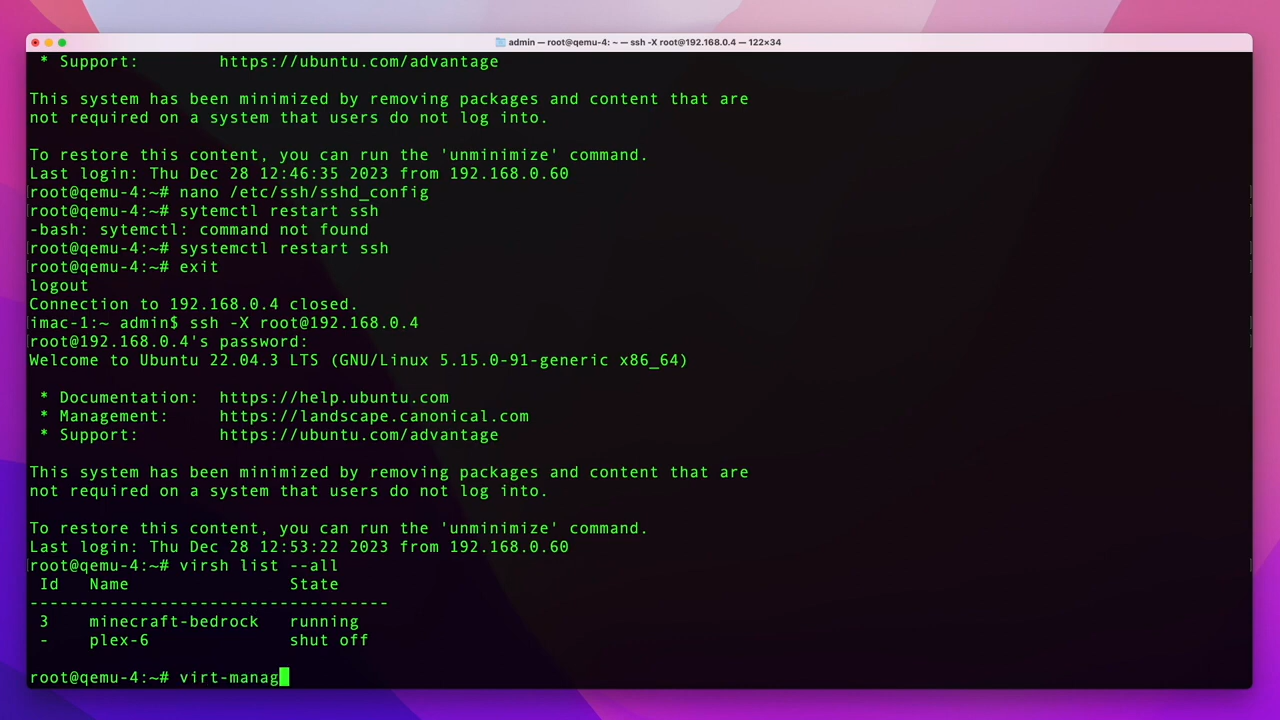 admin — root@qemu-4: ~ — ssh -X root@192.168.0.4 — 122×34
* Support:        https://ubuntu.com/advantage
This system has been minimized by removing packages and content that are
not required on a system that users do not log into.
To restore this content, you can run the 'unminimize' command.
Last login: Thu Dec 28 12:46:35 2023 from 192.168.0.60
root@qemu-4:~# nano /etc/ssh/sshd_config
root@qemu-4:~# sytemctl restart ssh
-bash: sytemctl: command not found
root@qemu-4:~# systemctl restart ssh
root@qemu-4:~# exit
logout
Connection to 192.168.0.4 closed.
imac-1:~ admin$ ssh -X root@192.168.0.4
root@192.168.0.4's password:
Welcome to Ubuntu 22.04.3 LTS (GNU/Linux 5.15.0-91-generic x86_64)
* Documentation:  https://help.ubuntu.com
* Management:     https://landscape.canonical.com
* Support:        https://ubuntu.com/advantage
This system has been minimized by removing packages and content that are
not required on a system that users do not log into.
To restore this content, you can run the 'unminimize' command.
Last login: Thu Dec 28 12:53:22 2023 from 192.168.0.60
root@qemu-4:~# virsh list --all
Id   Name                State
------------------------------------
3    minecraft-bedrock   running
-    plex-6              shut off
root@qemu-4:~# virt-manag